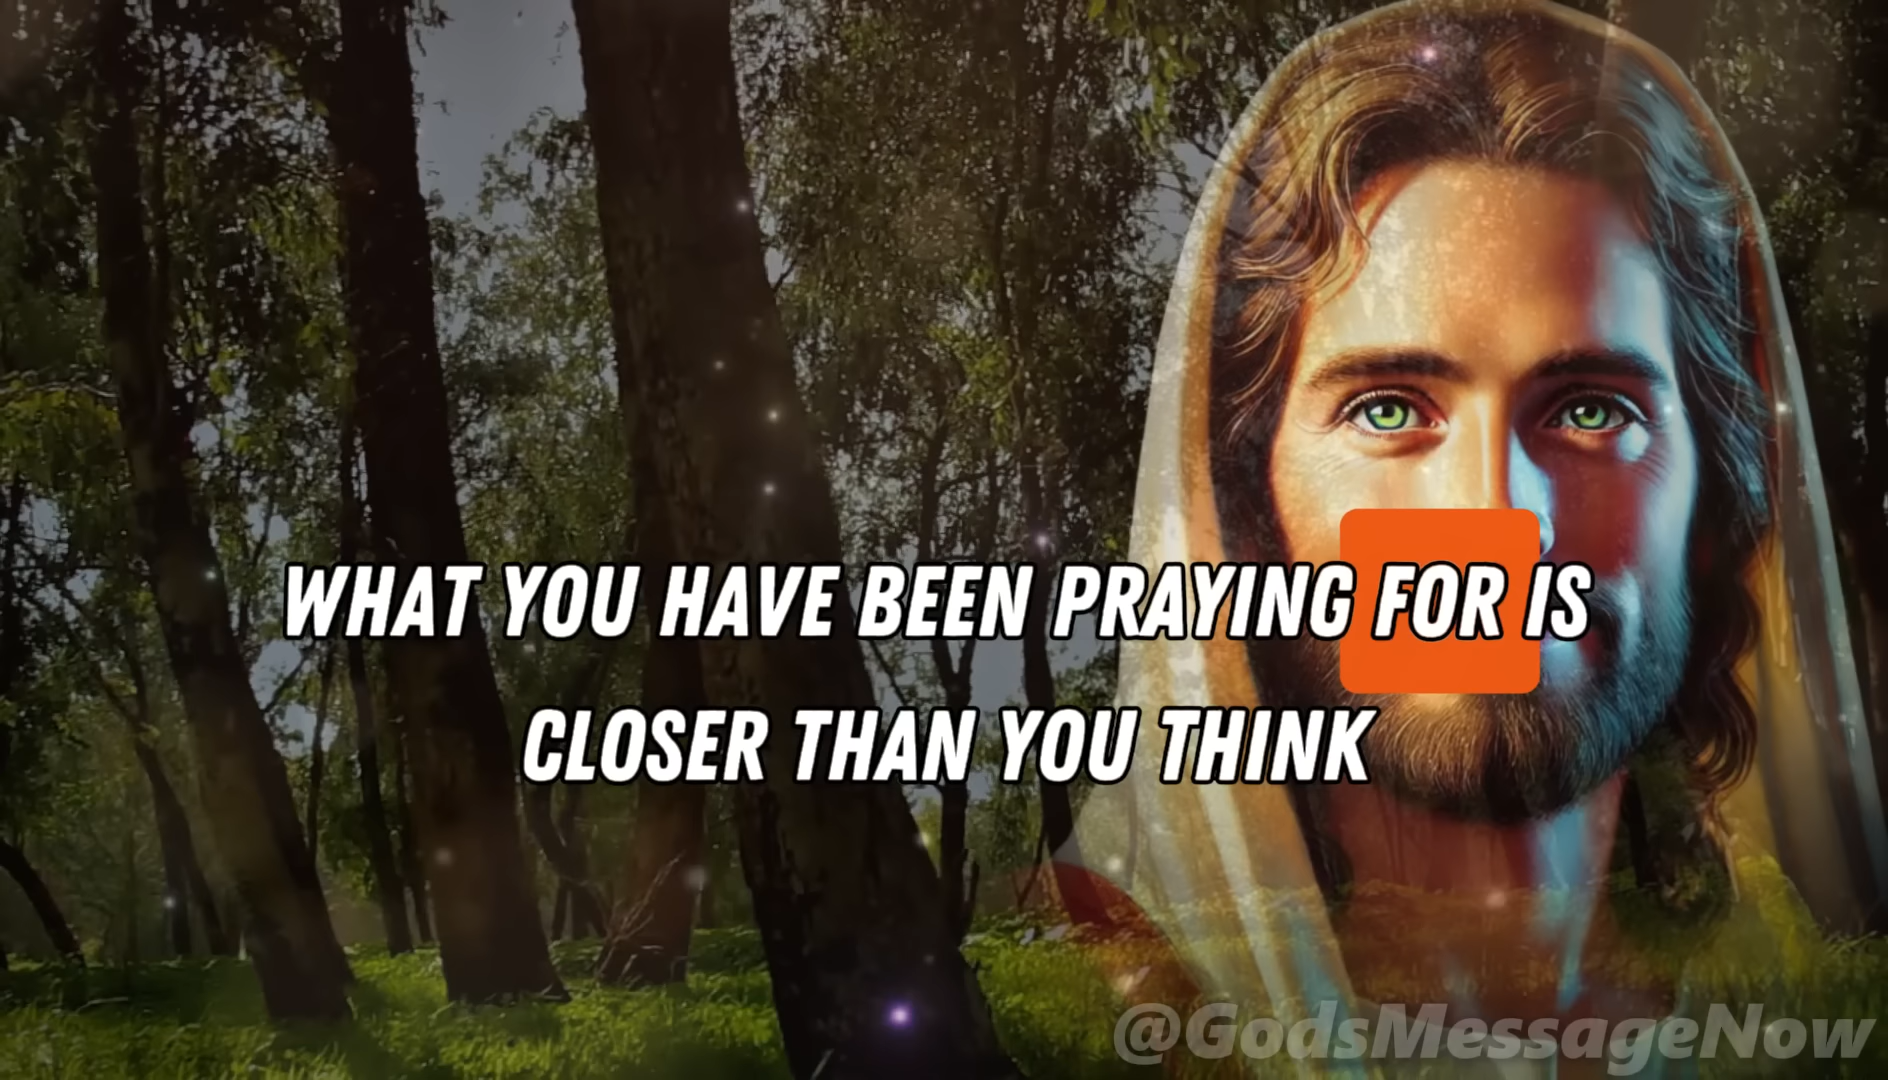 WHAT YOU HAVE BEEN PRAYING FOR IS
CLOSER THAN YOU THINK
@GodsMessageNow